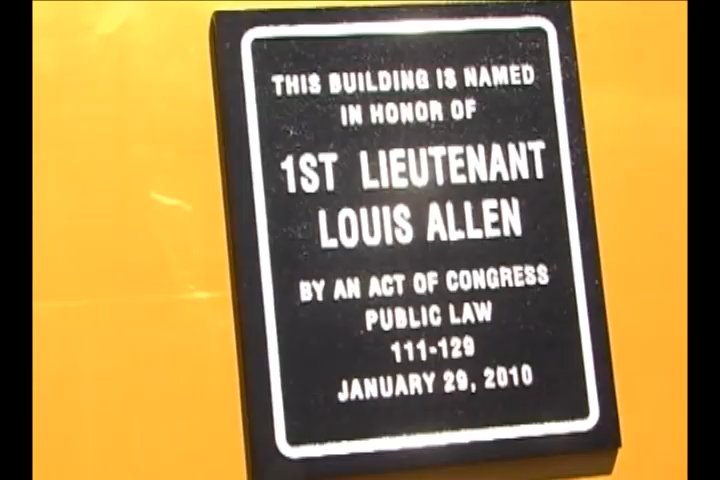 THIS BUILDING IS NAMED
IN HONOR OF
1ST LIEUTENANT
LOUIS ALLEN
BY AN ACT OF CONGRESS
PUBLIC LAW
111-129
JANUARY 29, 2010